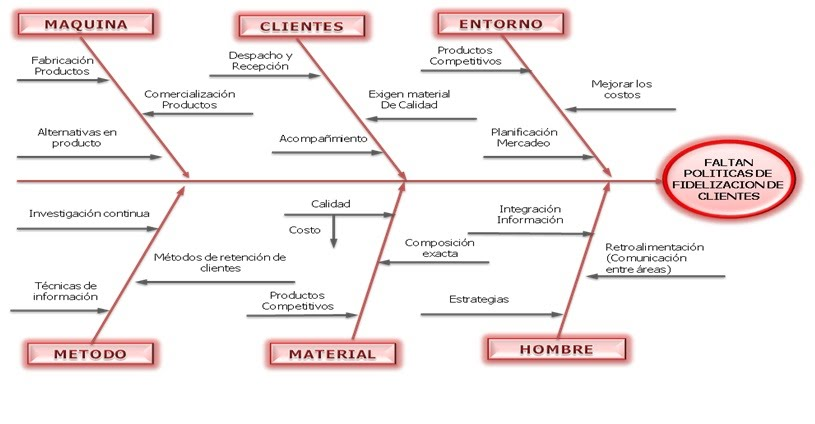 MAQUINA
CLIENTES
ENTORNO
Fabricación
Productos
Comercialización
Productos
Alternativas en
producto
Despacho y
Recepción
Exigen material
De Calidad
Acompañmiento
Productos
Competitivos
Mejorar los
costos
Planificación
Mercadeo
FALTAN
POLITICAS DE
FIDELIZACION DE
CLIENTES
Investigación continua
Métodos de retención de
clientes
Técnicas de
información
Calidad
Costo
Composición
exacta
Productos
Competitivos
Integración
Información
Retroalimentación
(Comunicación
entre áreas)
Estrategias
METODO
MATERIAL
HOMBRE